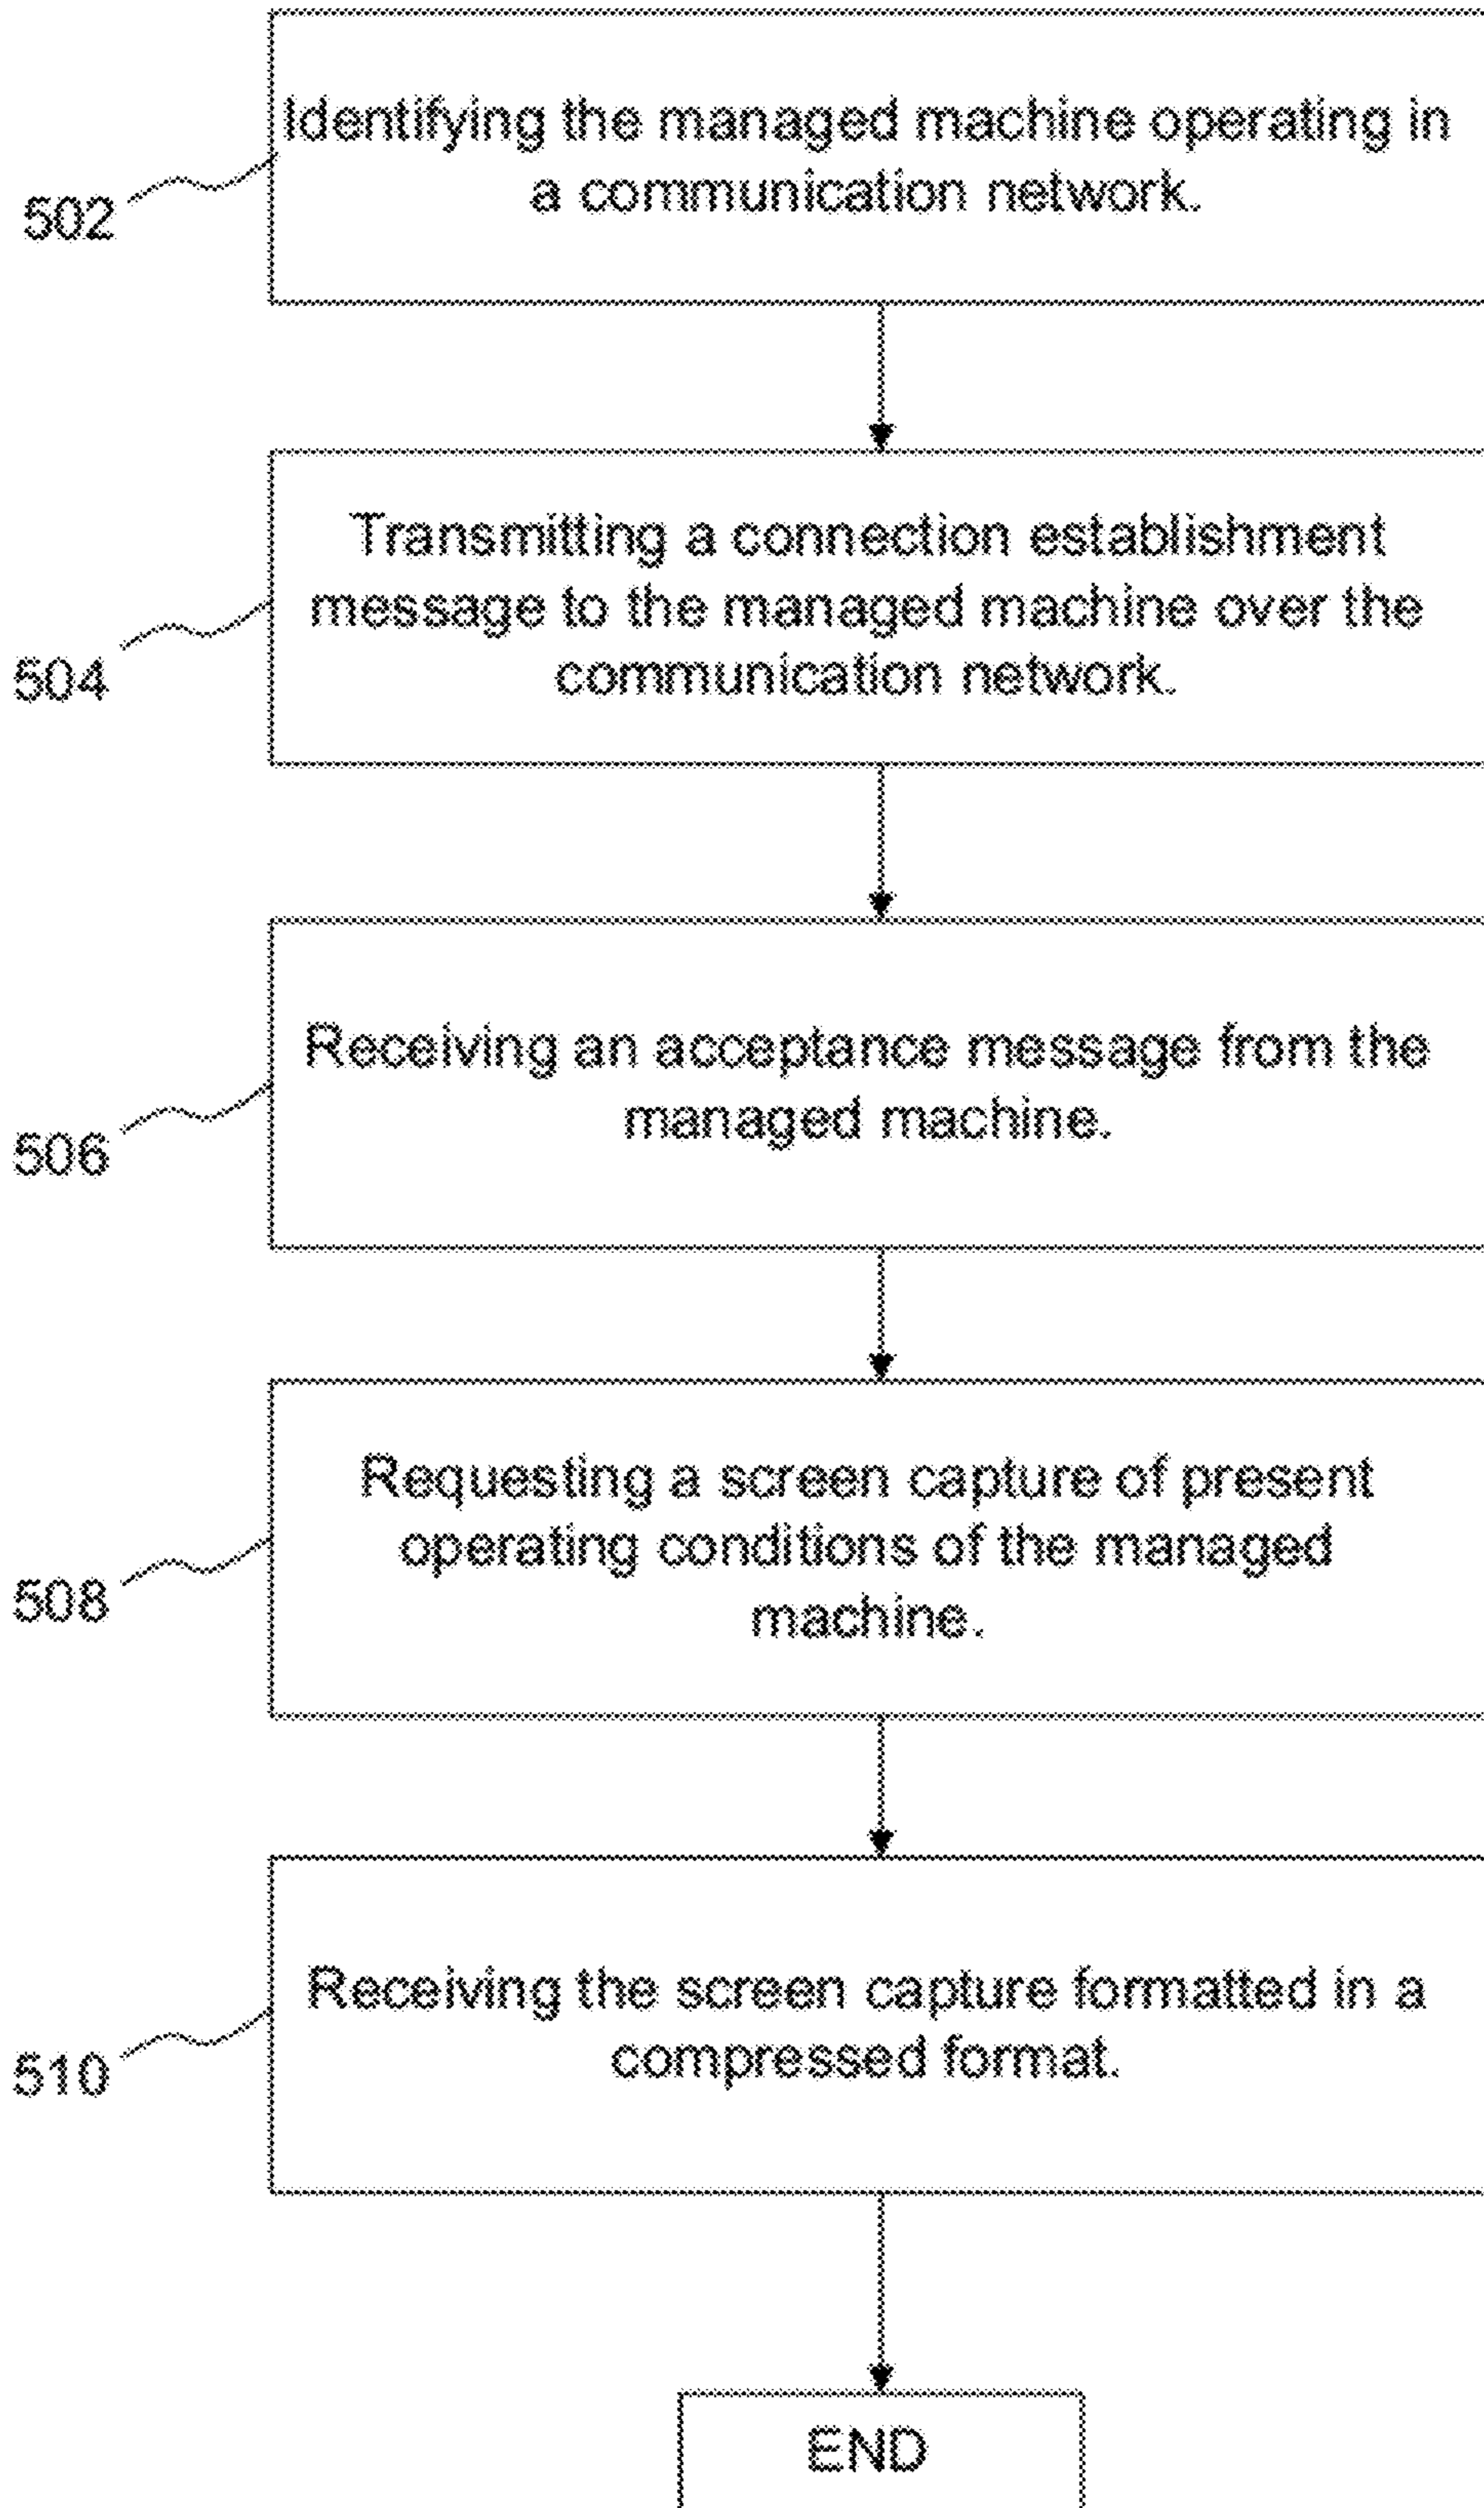 Identifying the managed machine operating in
a communication network.
502
Transmitting a connection establishment
message to the managed machine over the
communication network.
504
Receiving an acceptance message from the
managed machine.
506
Requesting a screen capture of present
operating conditions of the managed
machine.
508
Receiving the screen capture formatted in a
compressed format.
510
END